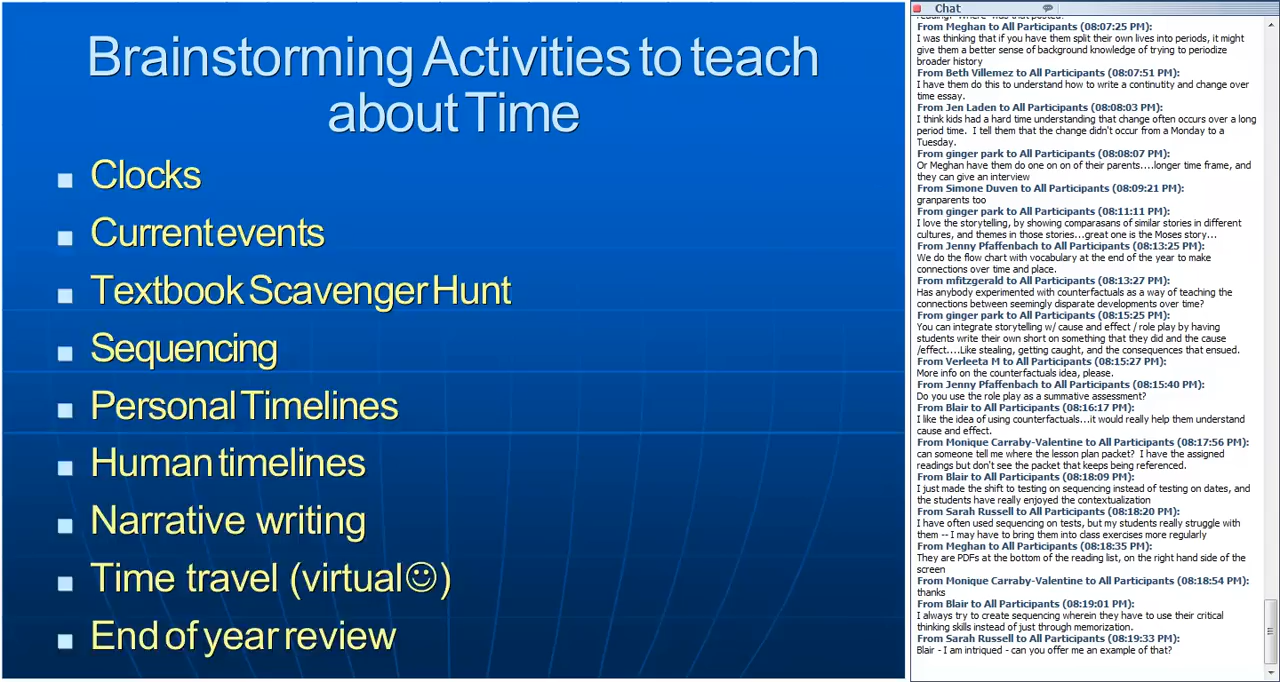 Brainstorming Activities to teach
about Time
Clocks
Current events
Textbook Scavenger Hunt
Sequencing
Personal Timelines
Human timelines
Narrative writing
Time travel (virtual☺)
End of year review
Chat
From Meghan to All Participants (08:07:25 PM):
I was thinking that if you have them split their own lives into periods, it might
give them a better sense of background knowledge of trying to periodize
broader history
From Beth Villemez to All Participants (08:07:51 PM):
I have them do this to understand how to write a continutity and change over
time essay.
From Jen Laden to All Participants (08:08:03 PM):
I think kids had a hard time understanding that change often occurs over a long
period time. I tell them that the change didn't occur from a Monday to a
Tuesday.
From ginger park to All Participants (08:08:07 PM):
Or Meghan have them do one on on of their parents....longer time frame, and
they can give an interview
From Simone Duven to All Participants (08:09:21 PM):
granparents too
From ginger park to All Participants (08:11:11 PM):
I love the storytelling, by showing comparasans of similar stories in different
cultures, and themes in those stories...great one is the Moses story...
From Jenny Pfaffenbach to All Participants (08:13:25 PM):
We do the flow chart with vocabulary at the end of the year to make
connections over time and place.
From mfitzgerald to All Participants (08:13:27 PM):
Has anybody experimented with counterfactuals as a way of teaching the
connections between seemingly disparate developments over time?
From ginger park to All Participants (08:15:25 PM):
You can integrate storytelling w/ cause and effect / role play by having
students write their own short on something that they did and the cause
/effect....Like stealing, getting caught, and the consequences that ensued.
From Verleeta M to All Participants (08:15:27 PM):
More info on the counterfactuals idea, please.
From Jenny Pfaffenbach to All Participants (08:15:40 PM):
Do you use the role play as a summative assessment?
From Blair to All Participants (08:16:17 PM):
I like the idea of using counterfactuals...it would really help them understand
cause and effect.
From Monique Carraby-Valentine to All Participants (08:17:56 PM):
can someone tell me where the lesson plan packet? I have the assigned
readings but don't see the packet that keeps being referenced.
From Blair to All Participants (08:18:09 PM):
I just made the shift to testing on sequencing instead of testing on dates, and
the students have really enjoyed the contextualization
From Sarah Russell to All Participants (08:18:20 PM):
I have often used sequencing on tests, but my students really struggle with
them -- I may have to bring them into class exercises more regularly
From Meghan to All Participants (08:18:35 PM):
They are PDFs at the bottom of the reading list, on the right hand side of the
screen
From Monique Carraby-Valentine to All Participants (08:18:54 PM):
thanks
From Blair to All Participants (08:19:01 PM):
I always try to create sequencing wherein they have to use their critical
thinking skills instead of just through memorization.
From Sarah Russell to All Participants (08:19:33 PM):
Blair - I am intriqued - can you offer me an example of that?